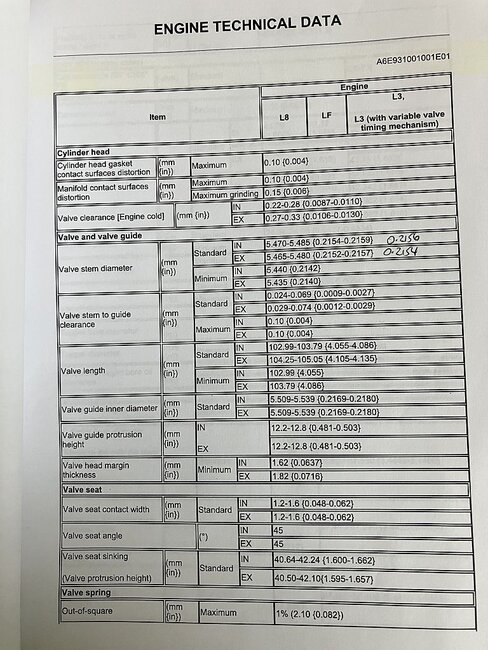 ENGINE TECHNICAL DATA
A6E931001001E01
Item Engine
L8 LF L3,
L3 (with variable valve
timing mechanism)
Cylinder head
Cylinder head gasket contact surfaces distortion (mm {in}) Maximum 0.10 {0.004}
Manifold contact surfaces distortion (mm {in}) Maximum 0.10 {0.004}
Maximum grinding 0.15 {0.006}
Valve clearance [Engine cold] (mm {in}) IN 0.22-0.28 {0.0087-0.0110}
EX 0.27-0.33 {0.0106-0.0130}
Valve and valve guide
Valve stem diameter (mm {in}) Standard IN 5.470-5.485 {0.2154-0.2159} 0.2156
EX 5.465-5.480 {0.2152-0.2157} 0.2154
Minimum IN 5.440 {0.2142}
EX 5.435 {0.2140}
Valve stem to guide clearance (mm {in}) Standard IN 0.024-0.069 {0.0009-0.0027}
EX 0.029-0.074 {0.0012-0.0029}
Maximum IN 0.10 {0.004}
EX 0.10 {0.004}
Valve length (mm {in}) Standard IN 102.99-103.79 {4.055-4.086}
EX 104.25-105.05 {4.105-4.135}
Minimum IN 102.99 {4.055}
EX 103.79 {4.086}
Valve guide inner diameter (mm {in}) Standard IN 5.509-5.539 {0.2169-0.2180}
EX 5.509-5.539 {0.2169-0.2180}
Valve guide protrusion height (mm {in}) IN 12.2-12.8 {0.481-0.503}
EX 12.2-12.8 {0.481-0.503}
Valve head margin thickness (mm {in}) Minimum IN 1.62 {0.0637}
EX 1.82 {0.0716}
Valve seat
Valve seat contact width (mm {in}) Standard IN 1.2-1.6 {0.048-0.062}
EX 1.2-1.6 {0.048-0.062}
Valve seat angle (°) IN 45
EX 45
Valve seat sinking (mm {in}) Standard IN 40.64-42.24 {1.600-1.662}
(Valve protrusion height) EX 40.50-42.10{1.595-1.657}
Valve spring
Out-of-square (mm {in}) Maximum 1% (2.10 {0.082})